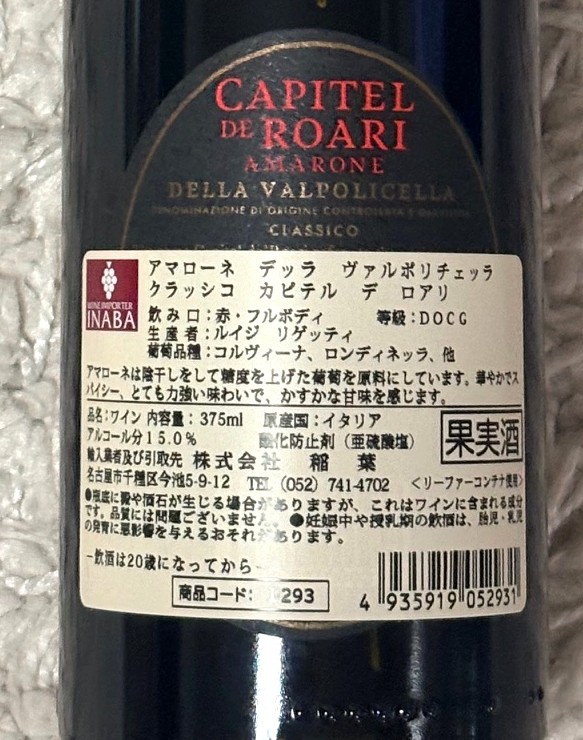 CAPITEL
DE ROARI
AMARONE
DELLA VALPOLICELLA
DENOMINAZIONE DI ORIGINE CONTROLLATA E GARANTITA
CLASSICO
WINE IMPORTER
INABA
アマローネ デッラ ヴァルポリチェッラ
クラッシコ カピテル デ ロアリ
飲み口：赤・フルボディ 等級：DOCG
生産者：ルイジ リゲッティ
葡萄品種：コルヴィーナ、ロンディネッラ、他
アマローネは陰干しをして糖度を上げた葡萄を原料にしています。華やかでス
パイシー、とても力強い味わいで、かすかな甘味を感じます。
品名：ワイン 内容量：375ml 原産国：イタリア
アルコール分15.0% 酸化防止剤（亜硫酸塩）
果実酒
輸入業者及び引取先 株式会社 稲葉
名古屋市千種区今池5-9-12 TEL（052）741-4702 <リーファーコンテナ使用>
●瓶底に澱や酒石が生じる場合がありますが、これはワインに含まれる成分
です。品質には問題ございません。●妊娠中や授乳期の飲酒は、胎児・乳児
の発育に悪影響を与えるおそれがあります。
－飲酒は20歳になってから－
商品コード： 293
4 935919 052931